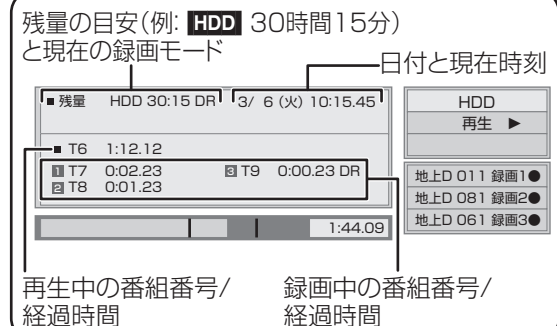 残量の目安(例: HDD 30時間15分)
と現在の録画モード
日付と現在時刻
■ 残量 HDD 30:15 DR 3/ 6 (火) 10:15.45
HDD
再生 ▶
■ T6 1:12.12
1 T7 0:02.23 3 T9 0:00.23 DR
2 T8 0:01.23
地上D 011 録画1●
地上D 081 録画2●
地上D 061 録画3●
1:44.09
再生中の番組番号/
経過時間
録画中の番組番号/
経過時間